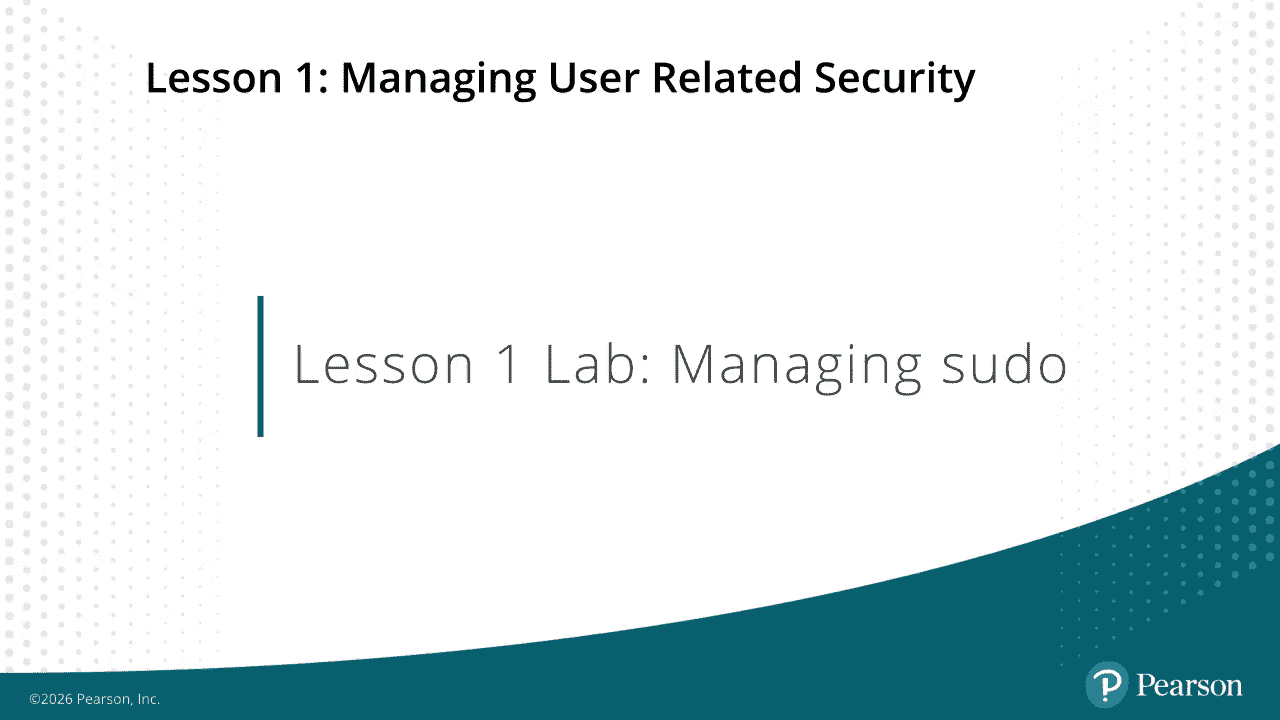 Lesson 1: Managing User Related Security
Lesson 1 Lab: Managing sudo
©2026 Pearson, Inc.
Pearson